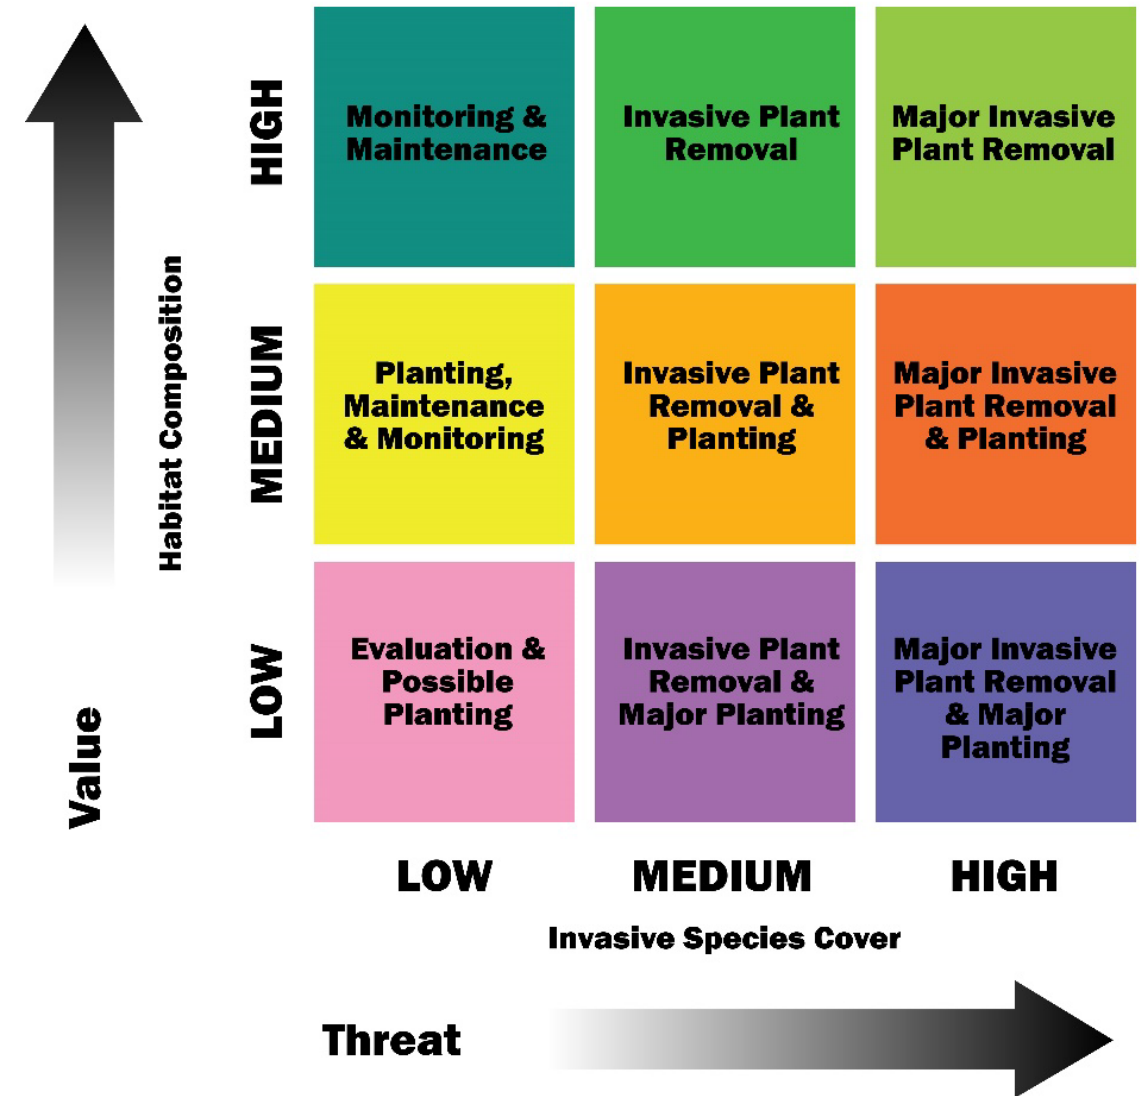 HIGH
Monitoring &
Maintenance
Invasive Plant
Removal
Major Invasive
Plant Removal
Habitat Composition
MEDIUM
Planting,
Maintenance
& Monitoring
Invasive Plant
Removal &
Planting
Major Invasive
Plant Removal
& Planting
Value
LOW
Evaluation &
Possible
Planting
Invasive Plant
Removal &
Major Planting
Major Invasive
Plant Removal
& Major
Planting
LOW
MEDIUM
HIGH
Invasive Species Cover
Threat